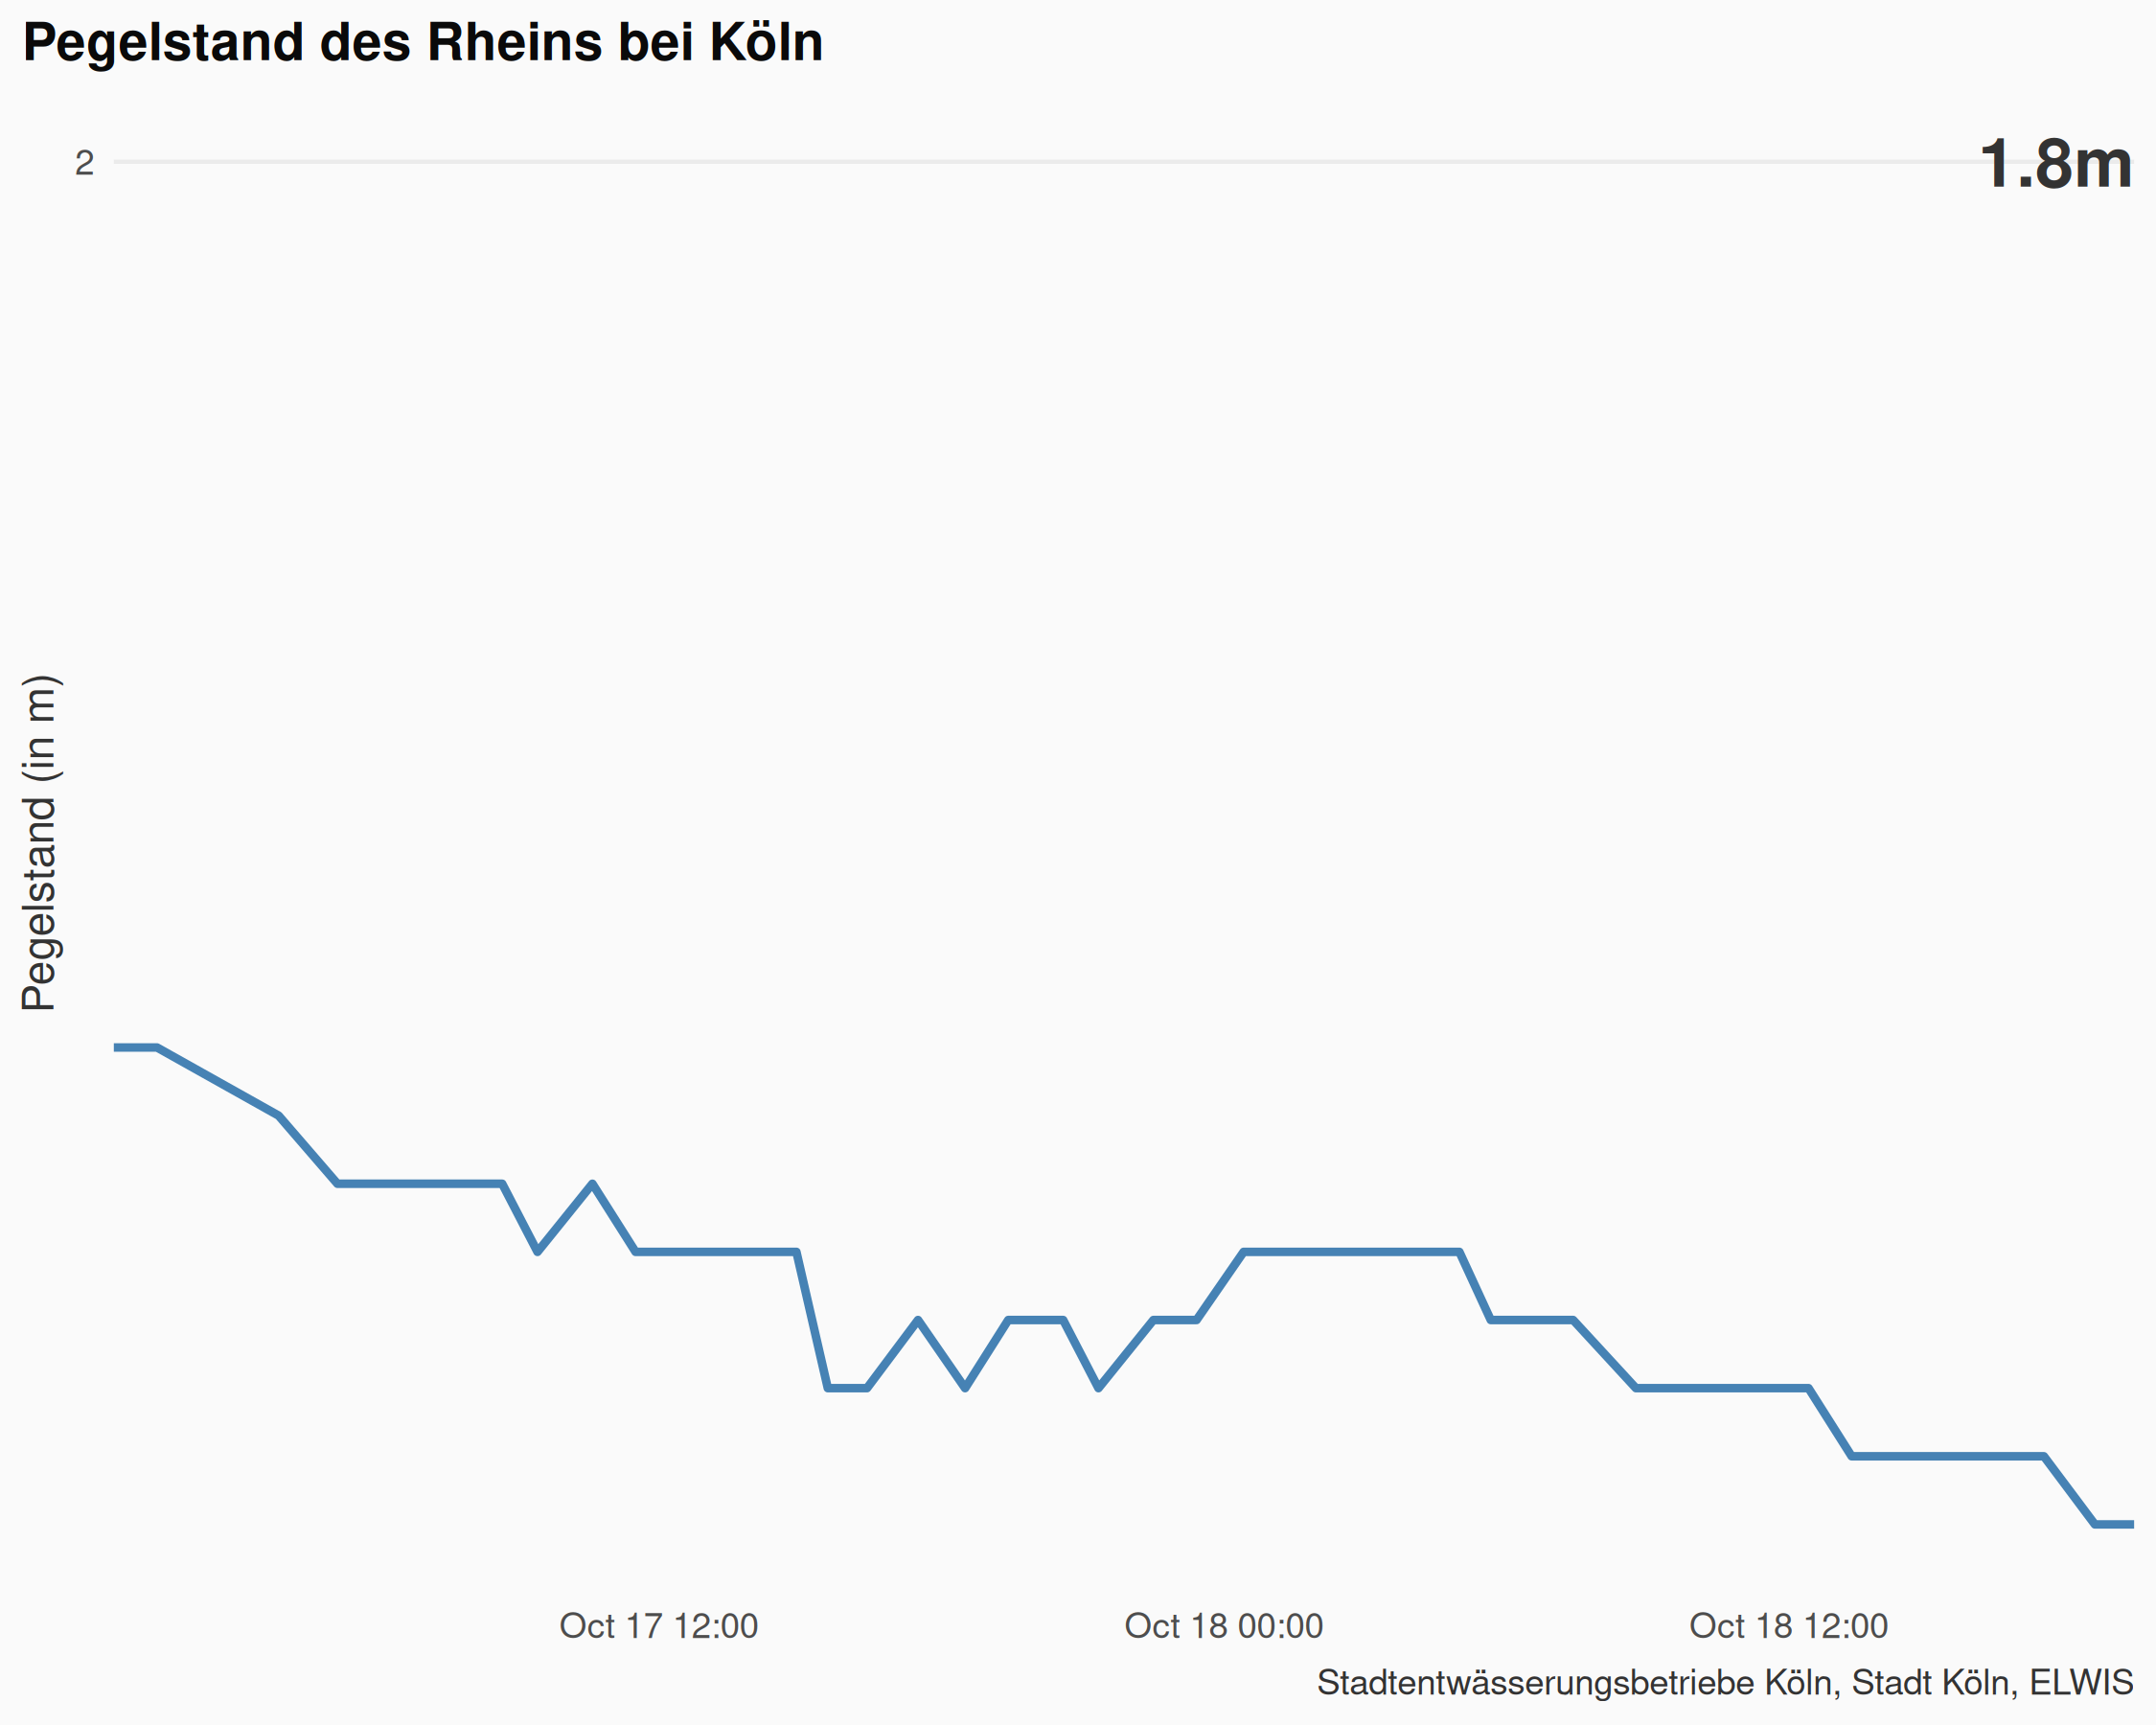 Pegelstand des Rheins bei Köln
2
1.8m
Pegelstand (in m)
Oct 17 12:00
Oct 18 00:00
Oct 18 12:00
Stadtentwässerungsbetriebe Köln, Stadt Köln, ELWIS